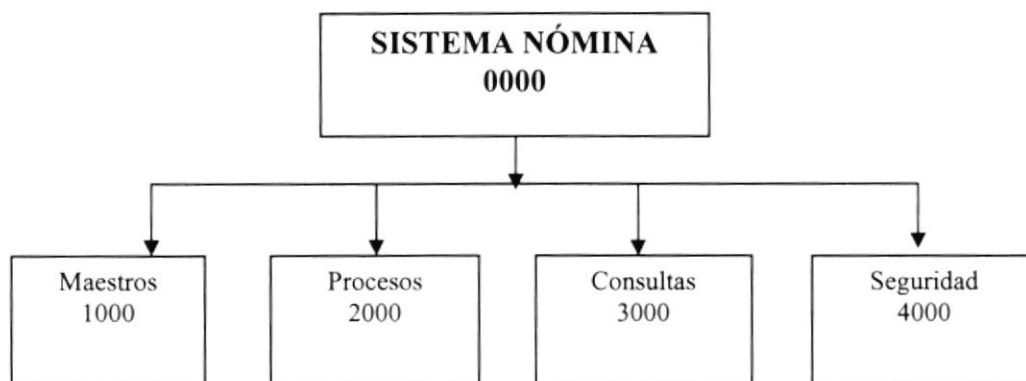 SISTEMA NÓMINA
0000
Maestros
1000
Procesos
2000
Consultas
3000
Seguridad
4000